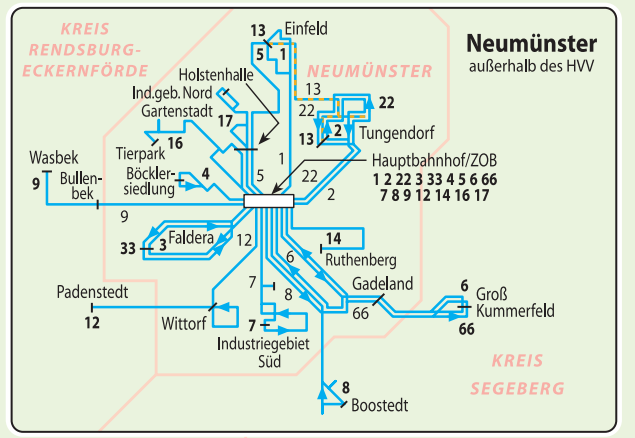 KREIS
RENDSBURG-
ECKERNFÖRDE
13 Einfeld
5 1
Neumünster
außerhalb des HVV
NEUMÜNSTER
Holstenhalle
Ind.geb. Nord
Gartenstadt
17
16
Tierpark
13
22
22
13 2
Tungendorf
Wasbek
9
Bullen-
bek
Böckler-
siedlung
4
5
1
22
2
Hauptbahnhof/ZOB
1 2 22 3 33 4 5 6 66
7 8 9 12 14 16 17
9
33 3
Faldera
12
14
Ruthenberg
6
Padenstedt
12
Wittorf
7
8
7
Industriegebiet
Süd
Gadeland
66
6
Groß
Kummerfeld
66
KREIS
SEGEBERG
8
Boostedt